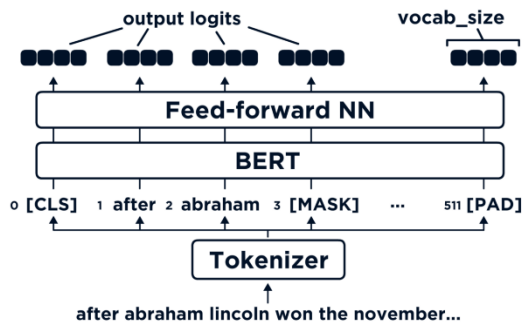 output logits
vocab_size
Feed-forward NN
BERT
0 [CLS] 1 after 2 abraham 3 [MASK] ... 511 [PAD]
Tokenizer
after abraham lincoln won the november...